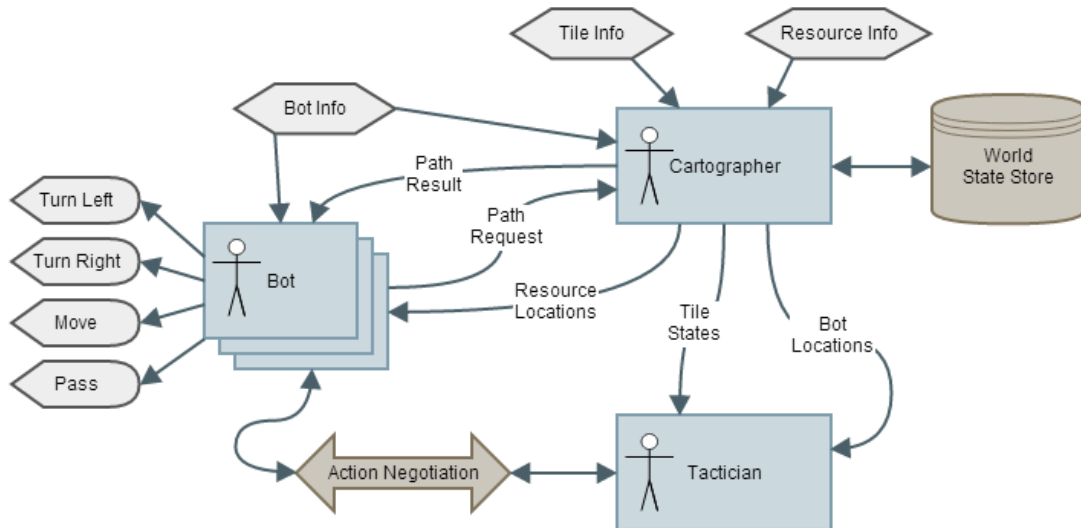 Tile Info
Resource Info
Bot Info
Cartographer
World
State Store
Path
Result
Turn Left
Path
Request
Turn Right
Bot
Resource
Locations
Move
Tile
States
Bot
Locations
Pass
Action Negotiation
Tactician